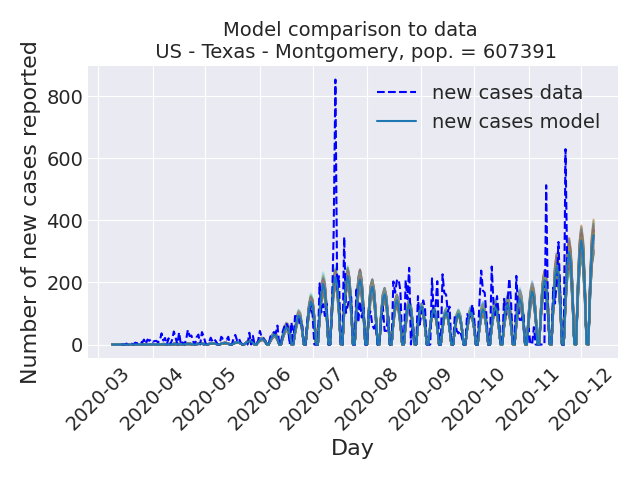 Model comparison to data
US - Texas - Montgomery, pop. = 607391
Number of new cases reported
800
600
400
200
0
new cases data
new cases model
2020-03
2020-04
2020-05
2020-06
2020-07
2020-08
2020-09
2020-10
2020-11
2020-12
Day